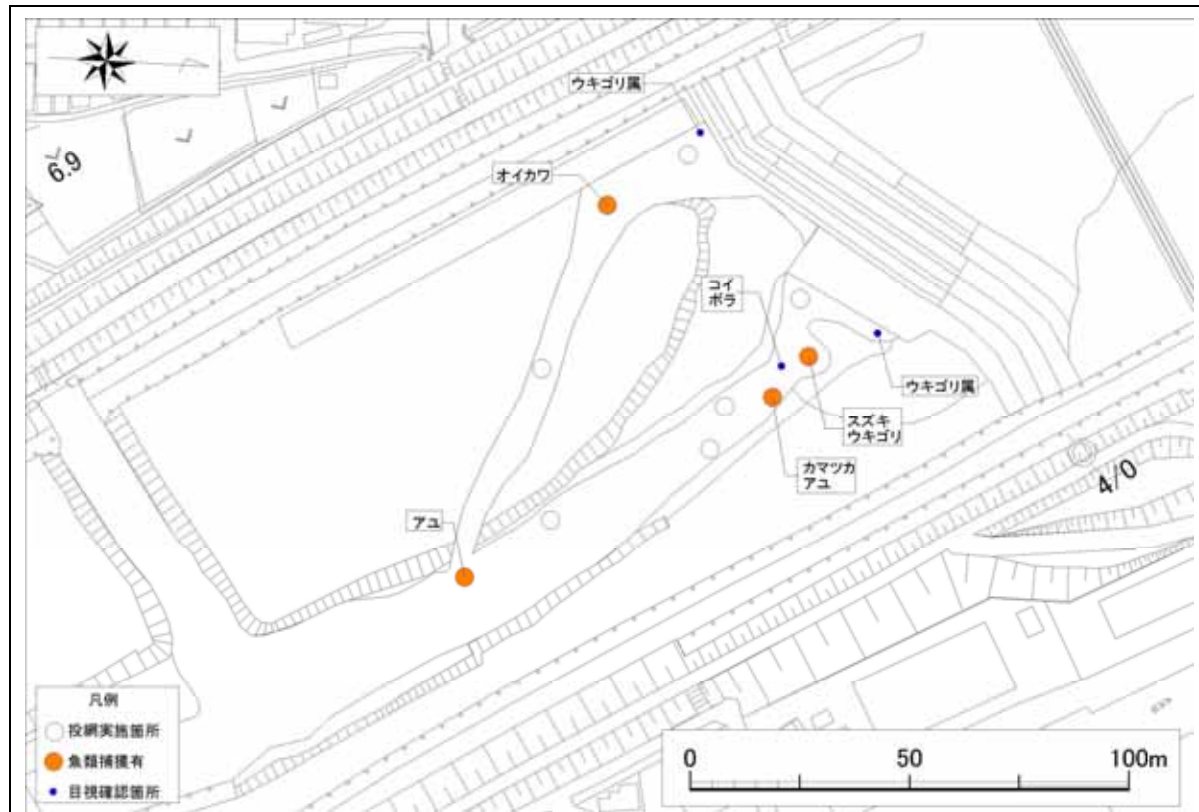 ウキゴリ属
6.9
オイカワ
コイ
ボラ
ウキゴリ属
スズキ
ウキゴリ
カマツカ
アユ
4/0
アユ
凡例
投網実施箇所
魚類捕獲有
目視確認箇所
0 50 100m